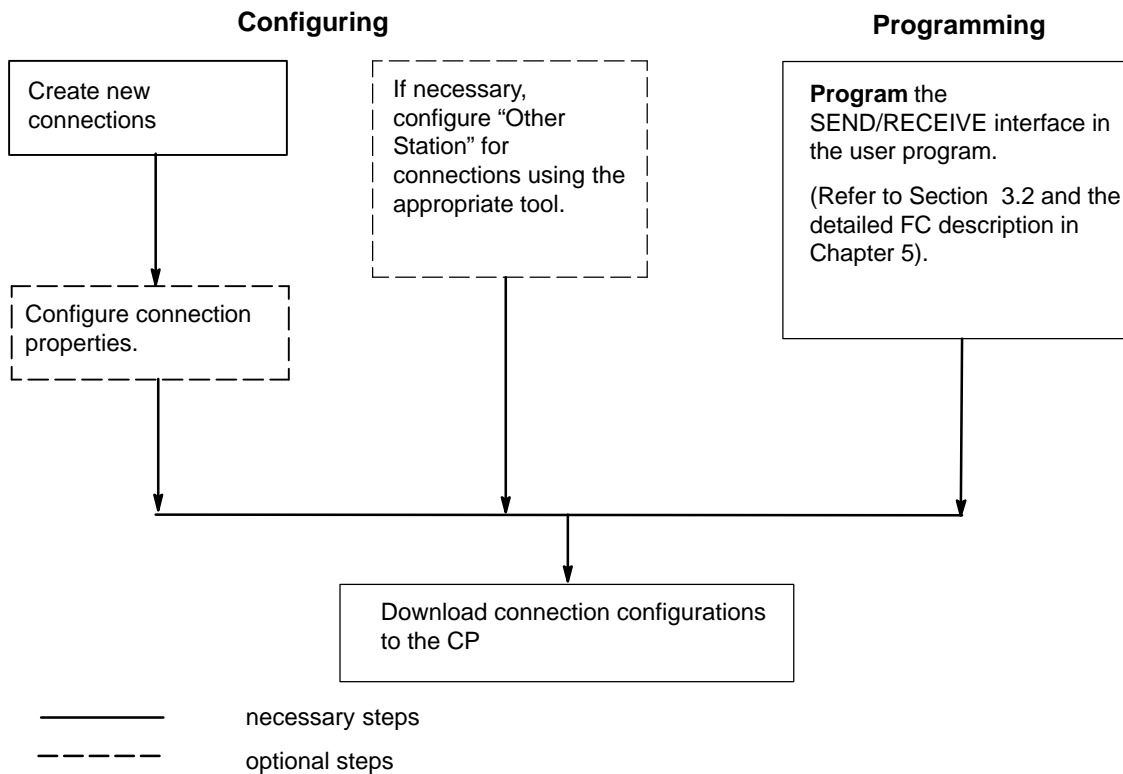 Configuring
Programming
Create new
connections
If necessary,
configure “Other
Station” for
connections using the
appropriate tool.
Program the
SEND/RECEIVE interface in
the user program.
(Refer to Section 3.2 and the
detailed FC description in
Chapter 5).
Configure connection
properties.
Download connection configurations
to the CP
necessary steps
optional steps